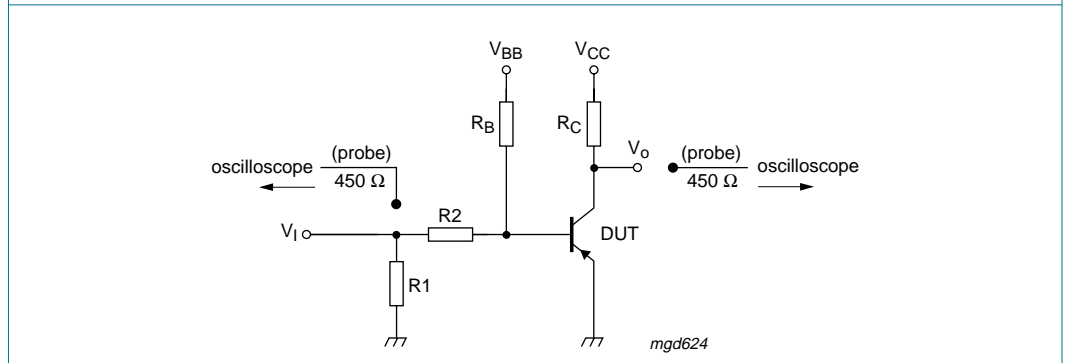 VBB VCC
RB RC
Vo
(probe) (probe)
oscilloscope oscilloscope
450 Ω 450 Ω
R2
VI DUT
R1
mgd624